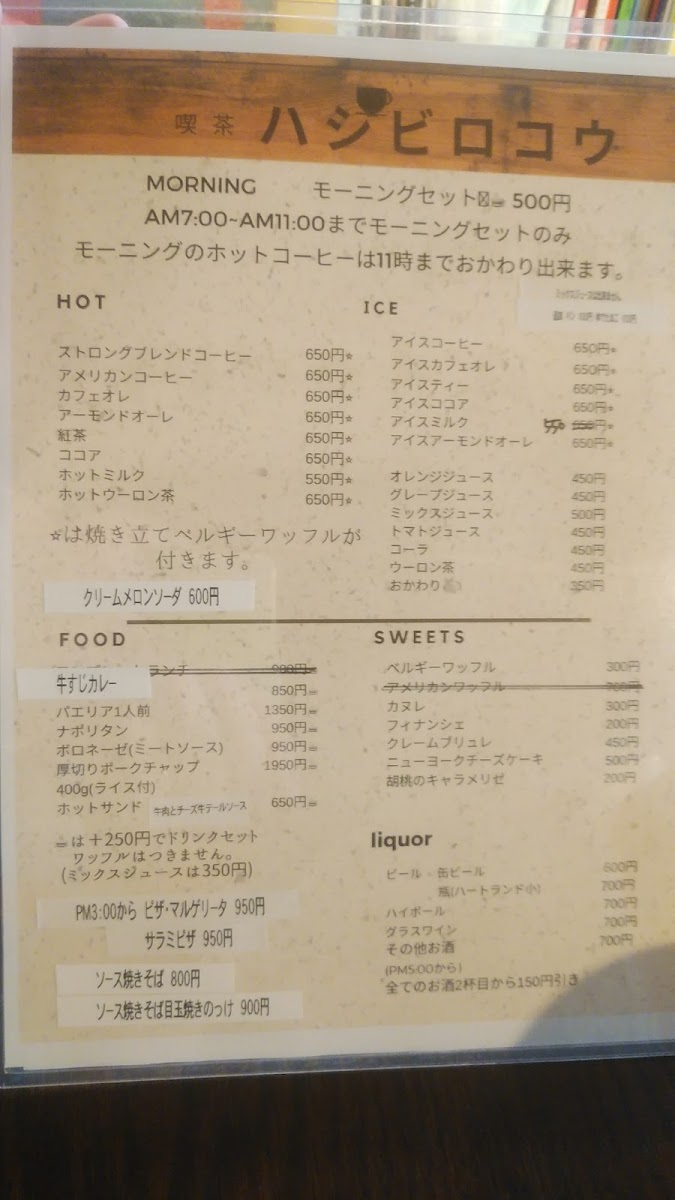 喫茶 ハシビロコウ
MORNING モーニングセット 500円
AM7:00~AM11:00までモーニングセットのみ
モーニングのホットコーヒーは11時までおかわり出来ます。
HOT
ストロングブレンドコーヒー 650円☆
アメリカンコーヒー 650円☆
カフェオレ 650円☆
アーモンドオーレ 650円☆
紅茶 650円☆
ココア 650円☆
ホットミルク 550円☆
ホットウーロン茶 650円☆
☆は焼き立てベルギーワッフルが
付きます。
クリームメロンソーダ 600円
ICE
アイスコーヒー 650円☆
アイスカフェオレ 650円☆
アイスティー 650円☆
アイスココア 650円☆
アイスミルク 550 650円☆
アイスアーモンドオーレ 650円☆
オレンジジュース 450円
グレープジュース 450円
ミックスジュース 500円
トマトジュース 450円
コーラ 450円
ウーロン茶 450円
おかわり 350円
FOOD
ランチ 900円
牛すじカレー 850円
パエリア1人前 1350円
ナポリタン 950円
ボロネーゼ(ミートソース) 950円
厚切りポークチャップ 1950円
400g(ライス付)
ホットサンド 牛肉とチーズ牛テールソース 650円
は+250円でドリンクセット
ワッフルはつきません。
(ミックスジュースは350円)
PM3:00から ピザ・マルゲリータ 950円
サラミピザ 950円
ソース焼きそば 800円
ソース焼きそば目玉焼きのっけ 900円
SWEETS
ベルギーワッフル 300円
アメリカンワッフル 700円
カヌレ 300円
フィナンシェ 200円
クレームブリュレ 450円
ニューヨークチーズケーキ 500円
胡桃のキャラメリゼ 200円
liquor
ビール・缶ビール 600円
瓶(ハートランド小) 700円
ハイボール 700円
グラスワイン 700円
その他お酒 700円
(PM5:00から)
全てのお酒2杯目から150円引き